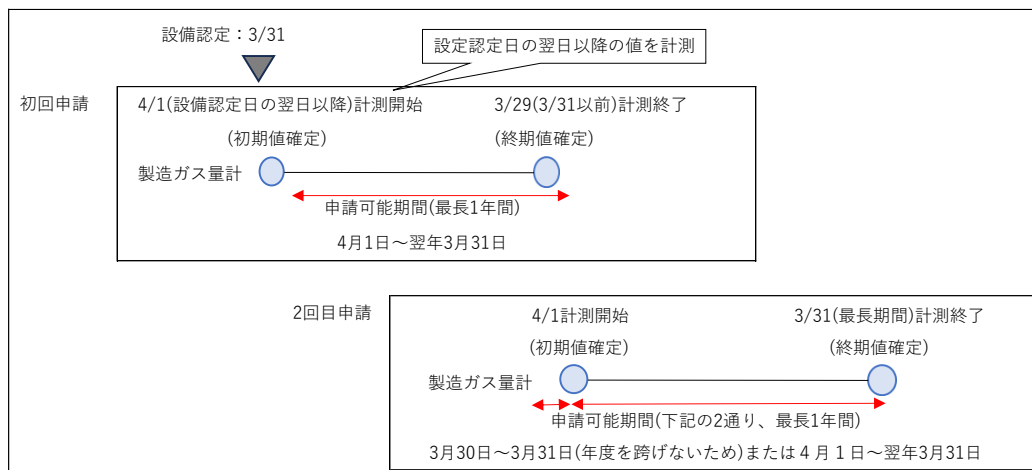 設備認定：3/31
設定認定日の翌日以降の値を計測
初回申請
4/1(設備認定日の翌日以降)計測開始
(初期値確定)
3/29(3/31以前)計測終了
(終期値確定)
製造ガス量計
申請可能期間(最長1年間)
4月1日～翌年3月31日
2回目申請
4/1計測開始
(初期値確定)
3/31(最長期間)計測終了
(終期値確定)
製造ガス量計
申請可能期間(下記の2通り、最長1年間)
3月30日～3月31日(年度を跨げないため)または４月１日～翌年3月31日